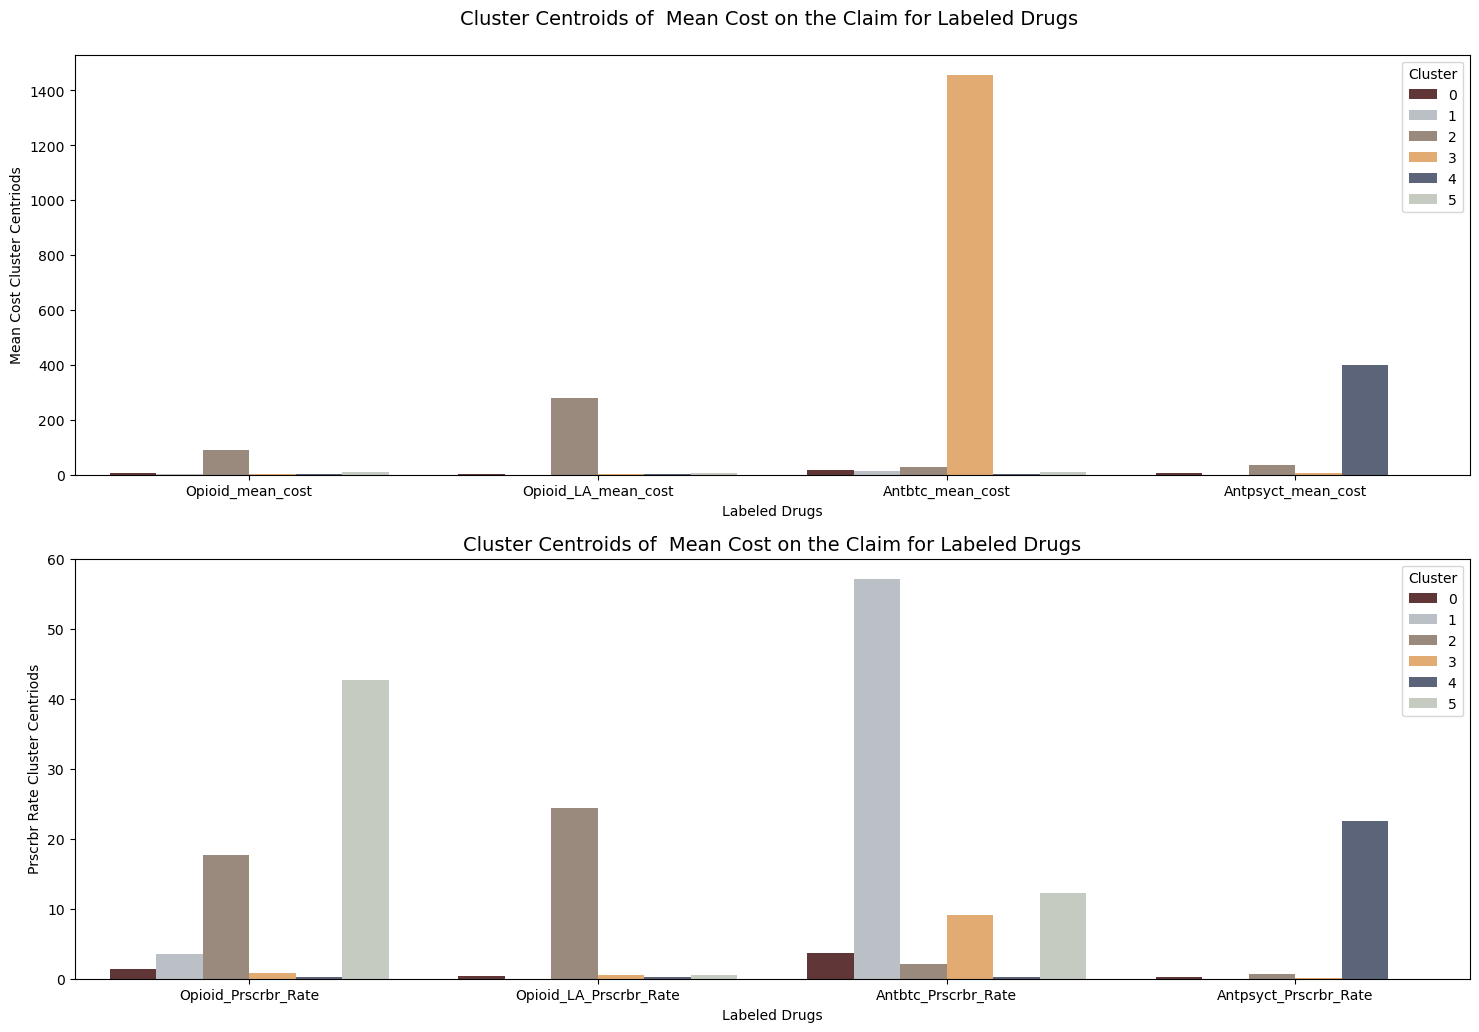 Cluster Centroids of  Mean Cost on the Claim for Labeled Drugs
Mean Cost Cluster Centriods
1400
1200
1000
800
600
400
200
0
Cluster
0
1
2
3
4
5
Opioid_mean_cost
Opioid_LA_mean_cost
Antbtc_mean_cost
Antpsyct_mean_cost
Labeled Drugs
Cluster Centroids of  Mean Cost on the Claim for Labeled Drugs
Prscrbr Rate Cluster Centriods
60
50
40
30
20
10
0
Cluster
0
1
2
3
4
5
Opioid_Prscrbr_Rate
Opioid_LA_Prscrbr_Rate
Antbtc_Prscrbr_Rate
Antpsyct_Prscrbr_Rate
Labeled Drugs